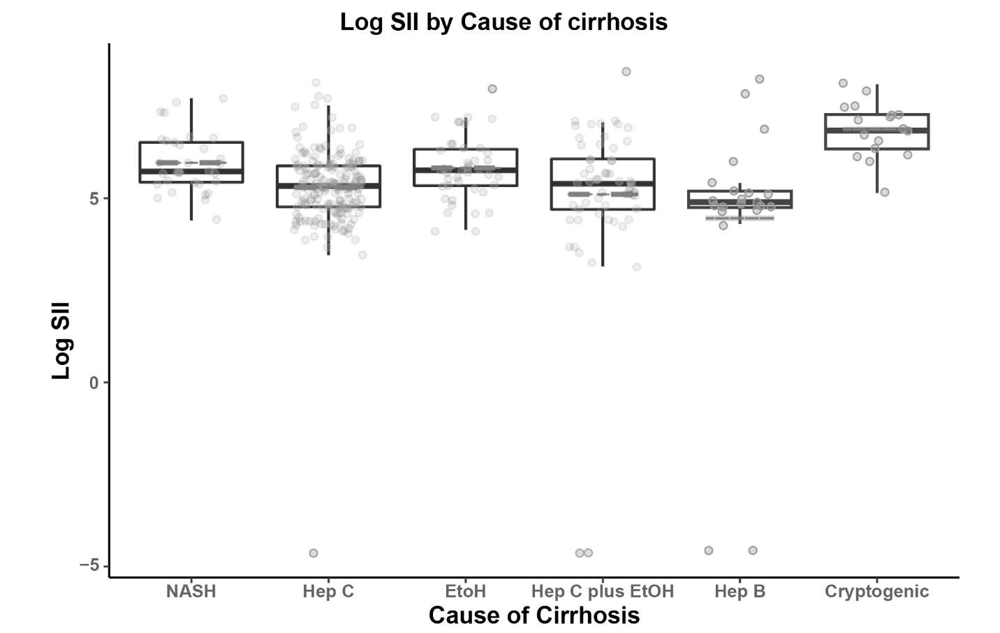 Log SII by Cause of cirrhosis
Log SII
5
0
−5
NASH
Hep C
EtoH
Hep C plus EtOH
Hep B
Cryptogenic
Cause of Cirrhosis